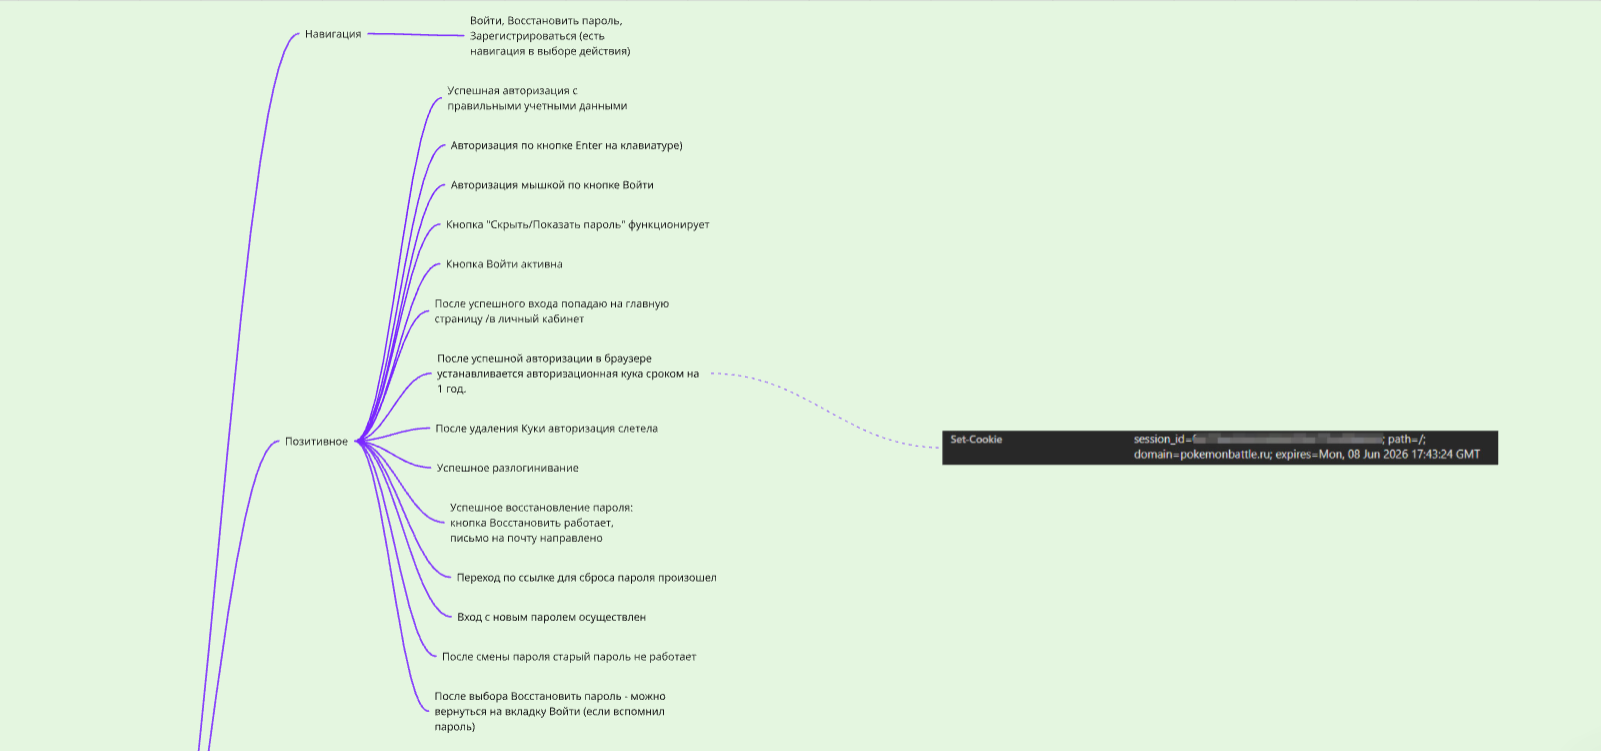 Навигация
Войти, Восстановить пароль,
Зарегистрироваться (есть
навигация в выборе действия)
Позитивное
Успешная авторизация с
правильными учетными данными
Авторизация по кнопке Enter на клавиатуре)
Авторизация мышкой по кнопке Войти
Кнопка "Скрыть/Показать пароль" функционирует
Кнопка Войти активна
После успешного входа попадаю на главную
страницу /в личный кабинет
После успешной авторизации в браузере
устанавливается авторизационная кука сроком на
1 год.
Set-Cookie
session_id= ; path=/;
domain=pokemonbattle.ru; expires=Mon, 08 Jun 2026 17:43:24 GMT
После удаления Куки авторизация слетела
Успешное разлогинивание
Успешное восстановление пароля:
кнопка Восстановить работает,
письмо на почту направлено
Переход по ссылке для сброса пароля произошел
Вход с новым паролем осуществлен
После смены пароля старый пароль не работает
После выбора Восстановить пароль - можно
вернуться на вкладку Войти (если вспомнил
пароль)